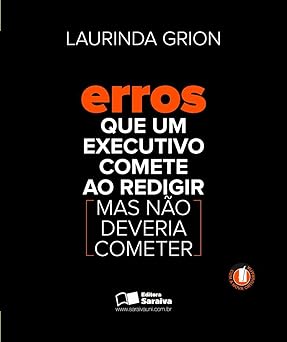 LAURINDA GRION
erros
QUE UM
EXECUTIVO
COMETE
AO REDIGIR
[MAS NÃO
DEVERIA
COMETER]
Editora
Saraiva
www.saraivauni.com.br